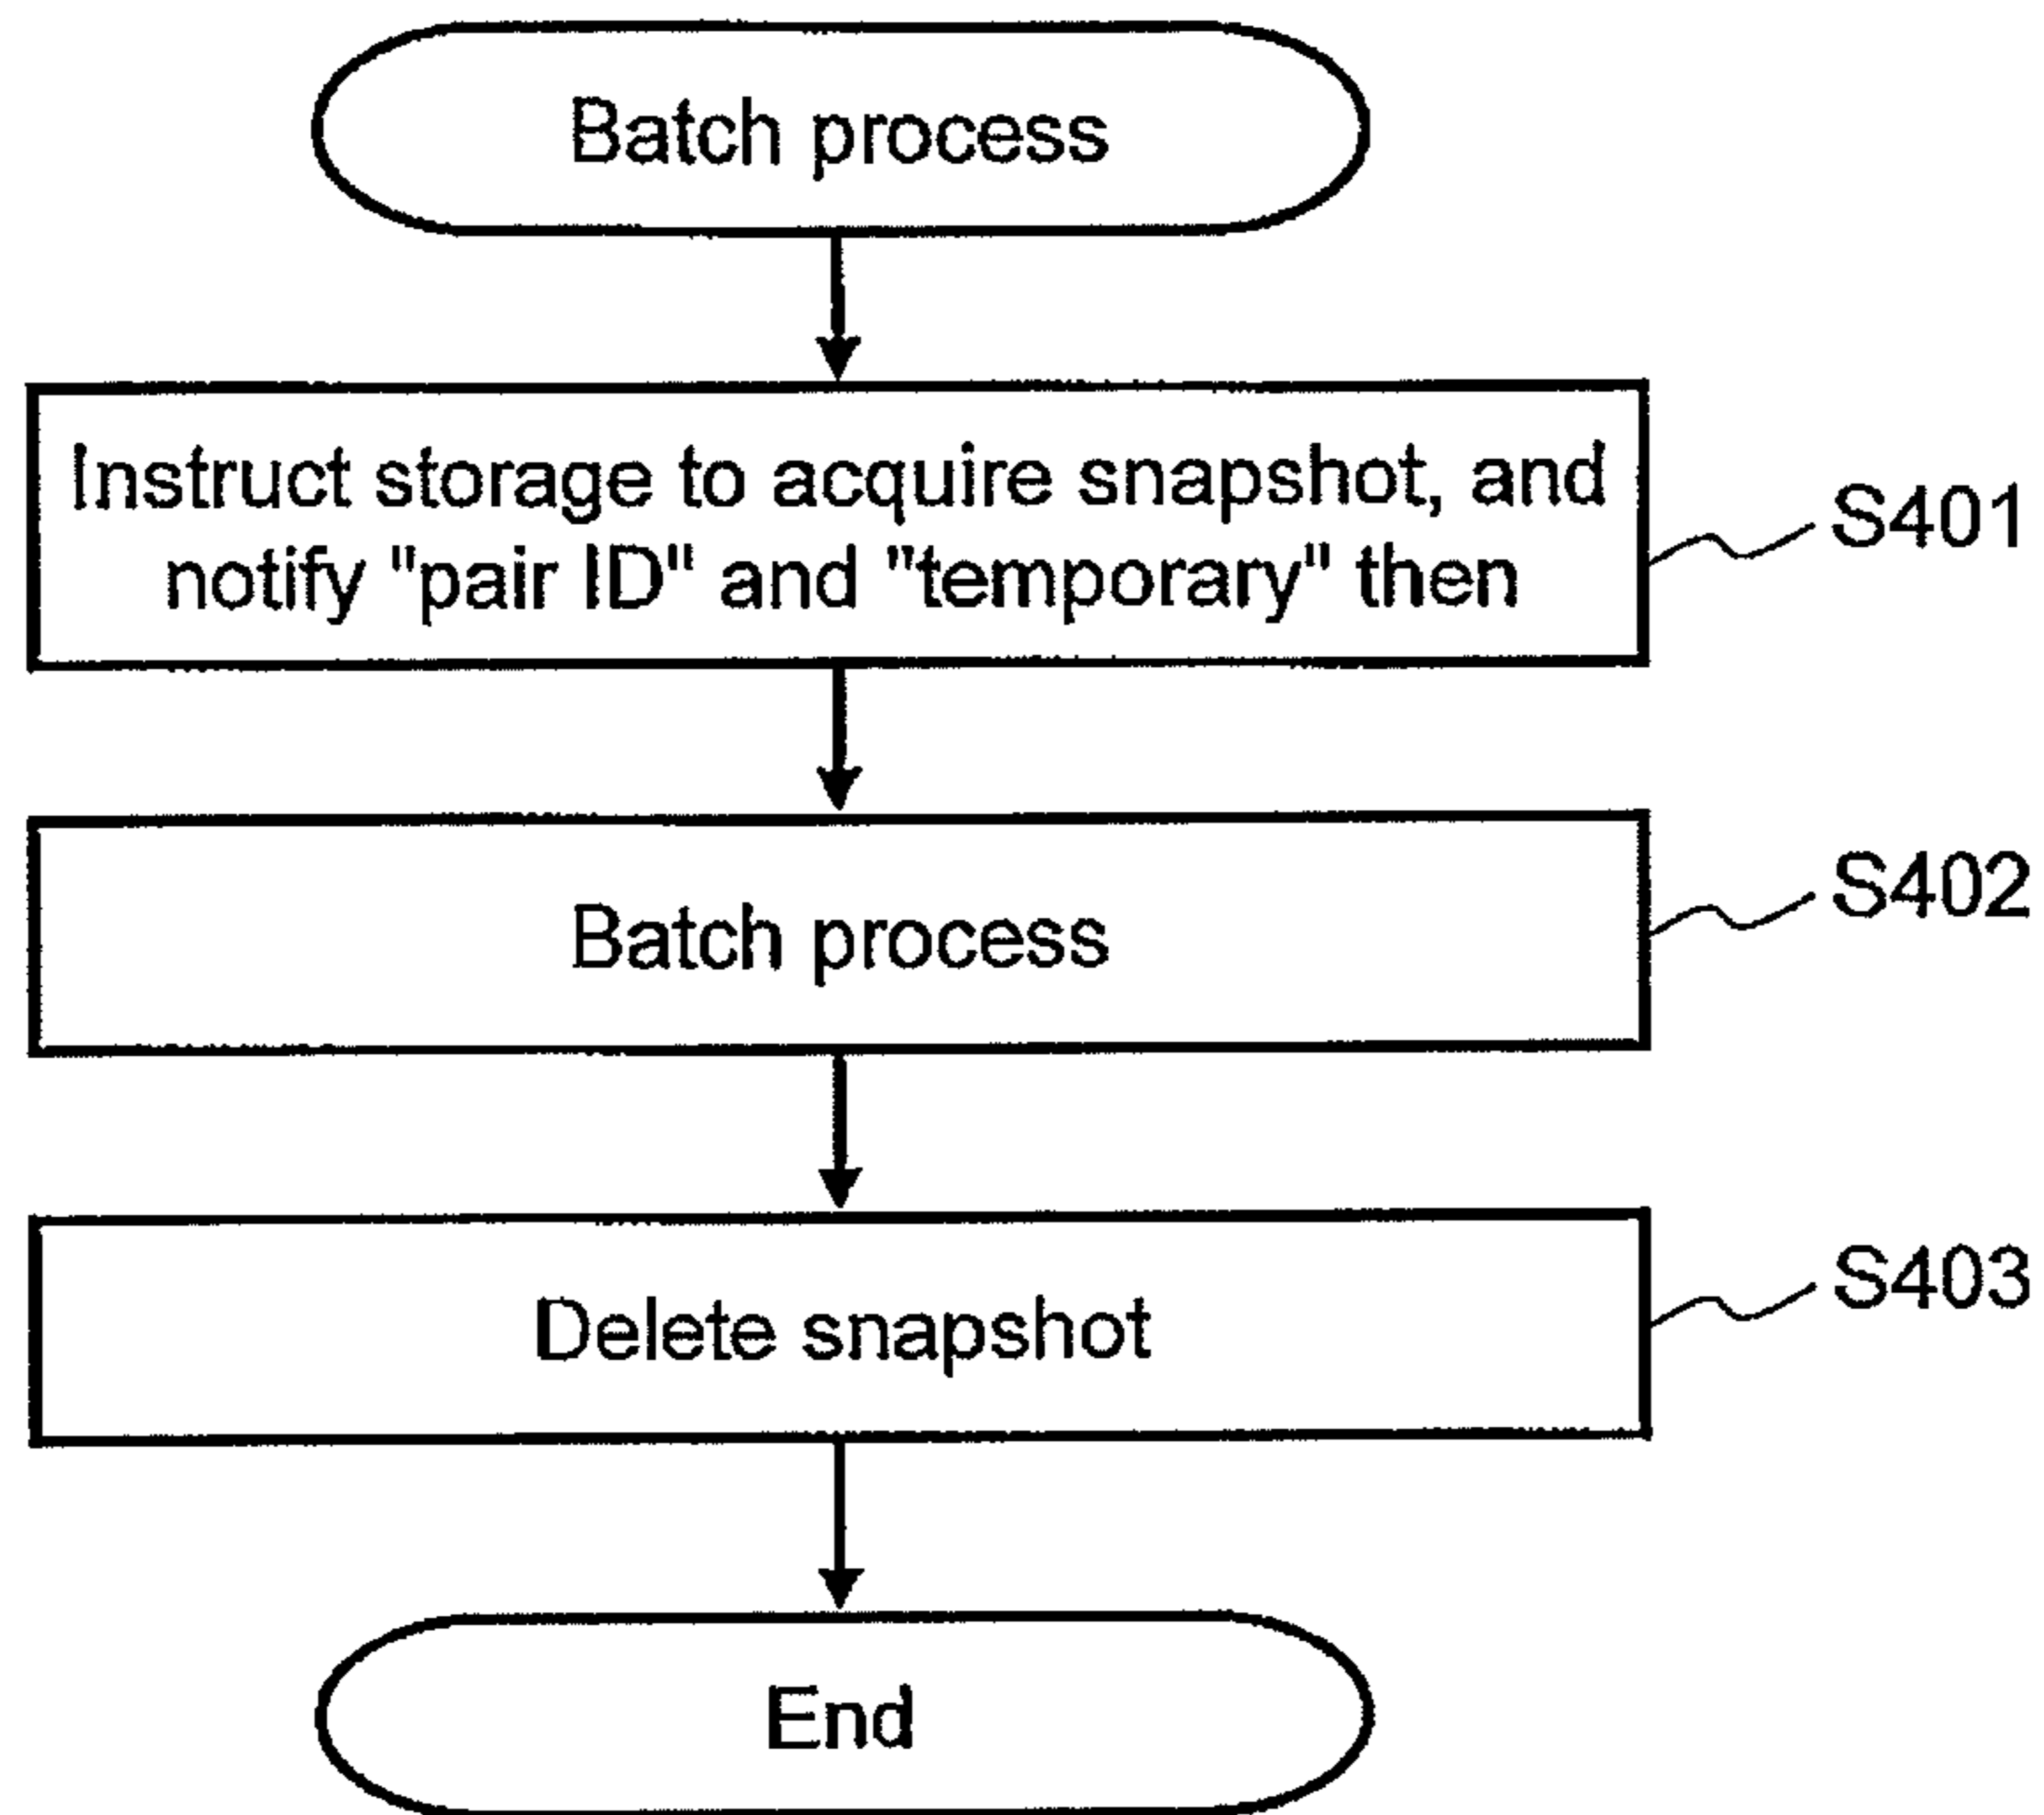 Batch process
Instruct storage to acquire snapshot, and
notify "pair ID" and "temporary" then
S401
Batch process
S402
Delete snapshot
S403
End